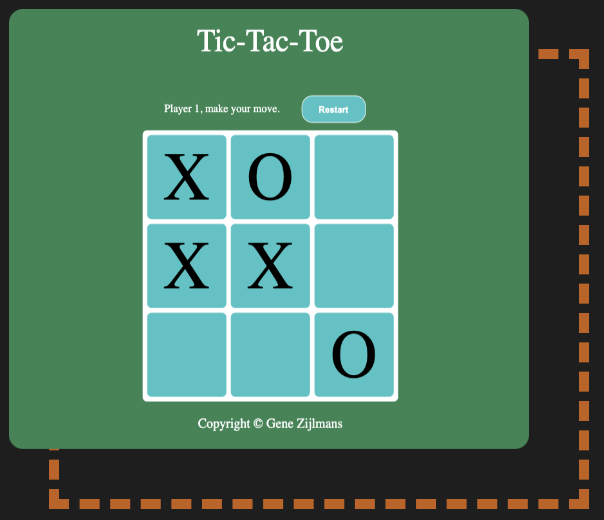 Tic-Tac-Toe
Player 1, make your move. Restart
X O
X X
O
Copyright © Gene Zijlmans